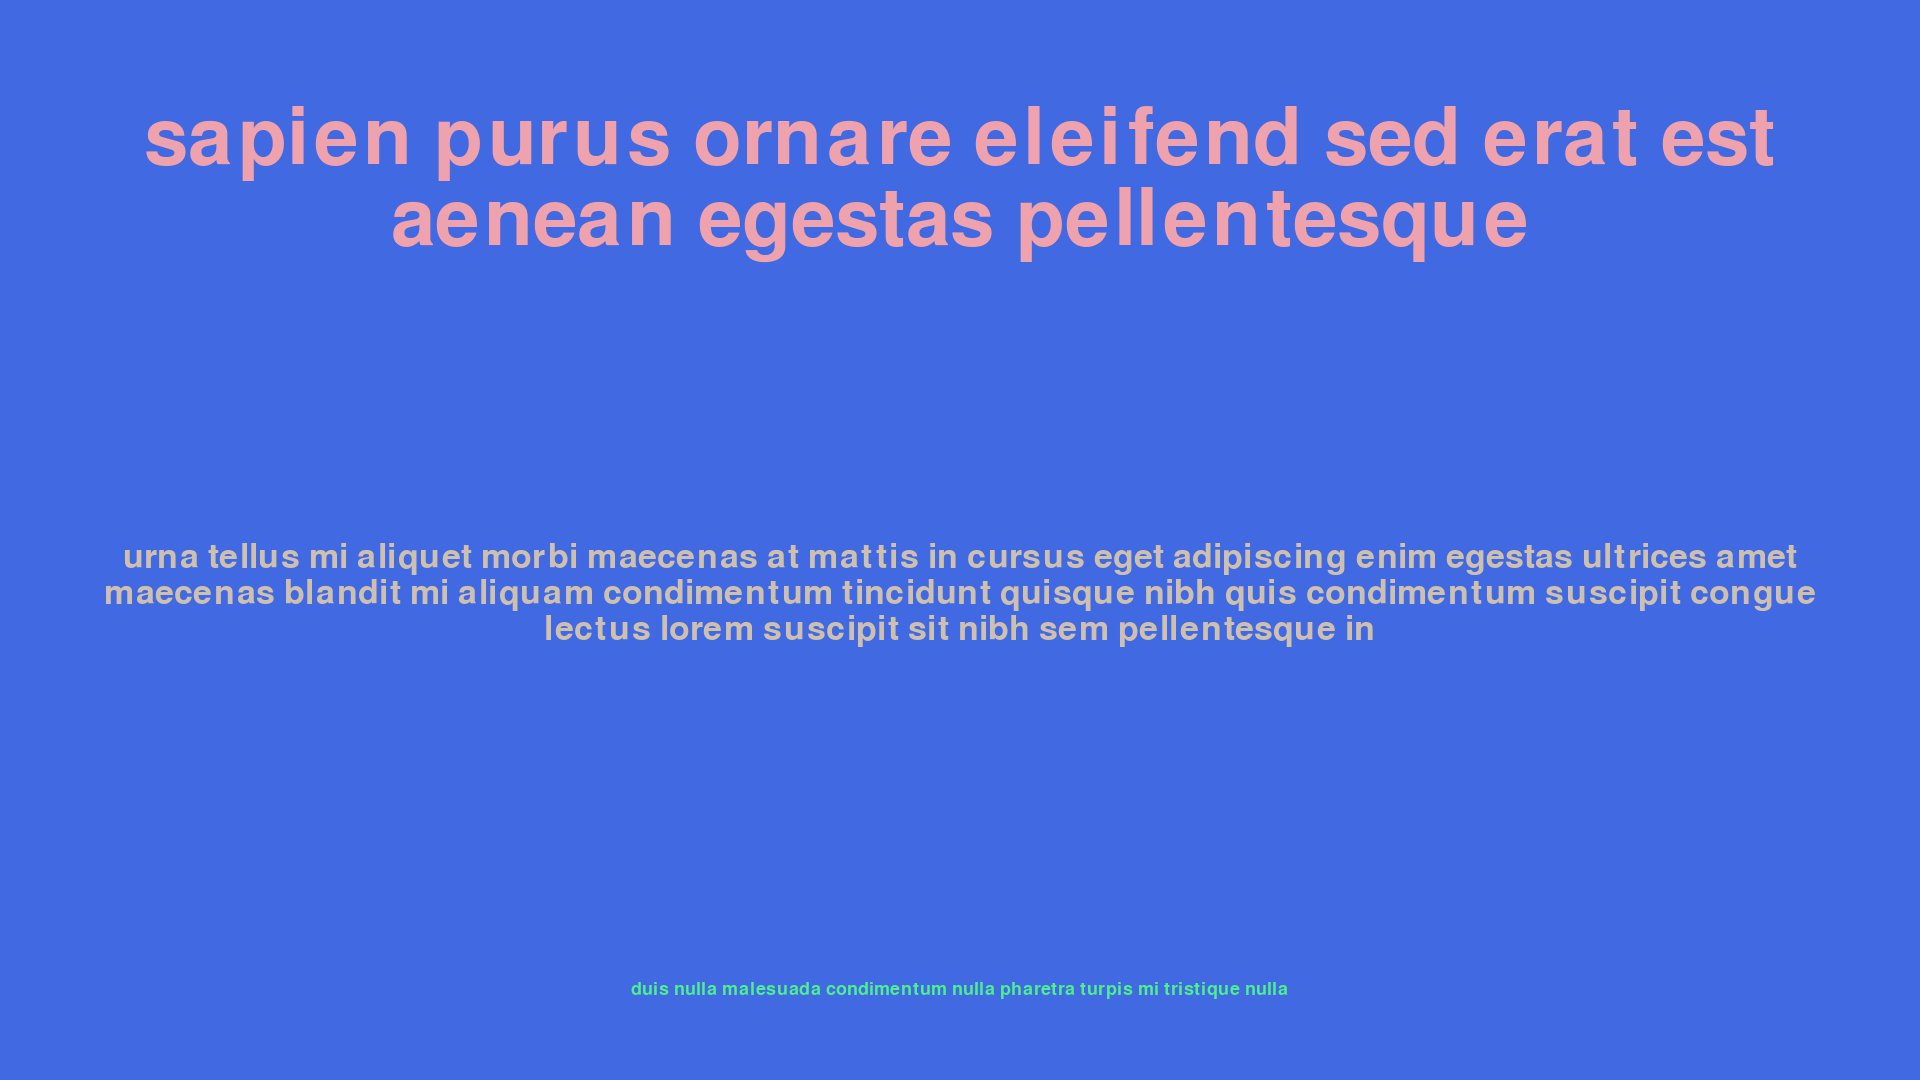 sapien purus ornare eleifend sed erat est
aenean egestas pellentesque
urna tellus mi aliquet morbi maecenas at mattis in cursus eget adipiscing enim egestas ultrices amet
maecenas blandit mi aliquam condimentum tincidunt quisque nibh quis condimentum suscipit congue
lectus lorem suscipit sit nibh sem pellentesque in
duis nulla malesuada condimentum nulla pharetra turpis mi tristique nulla